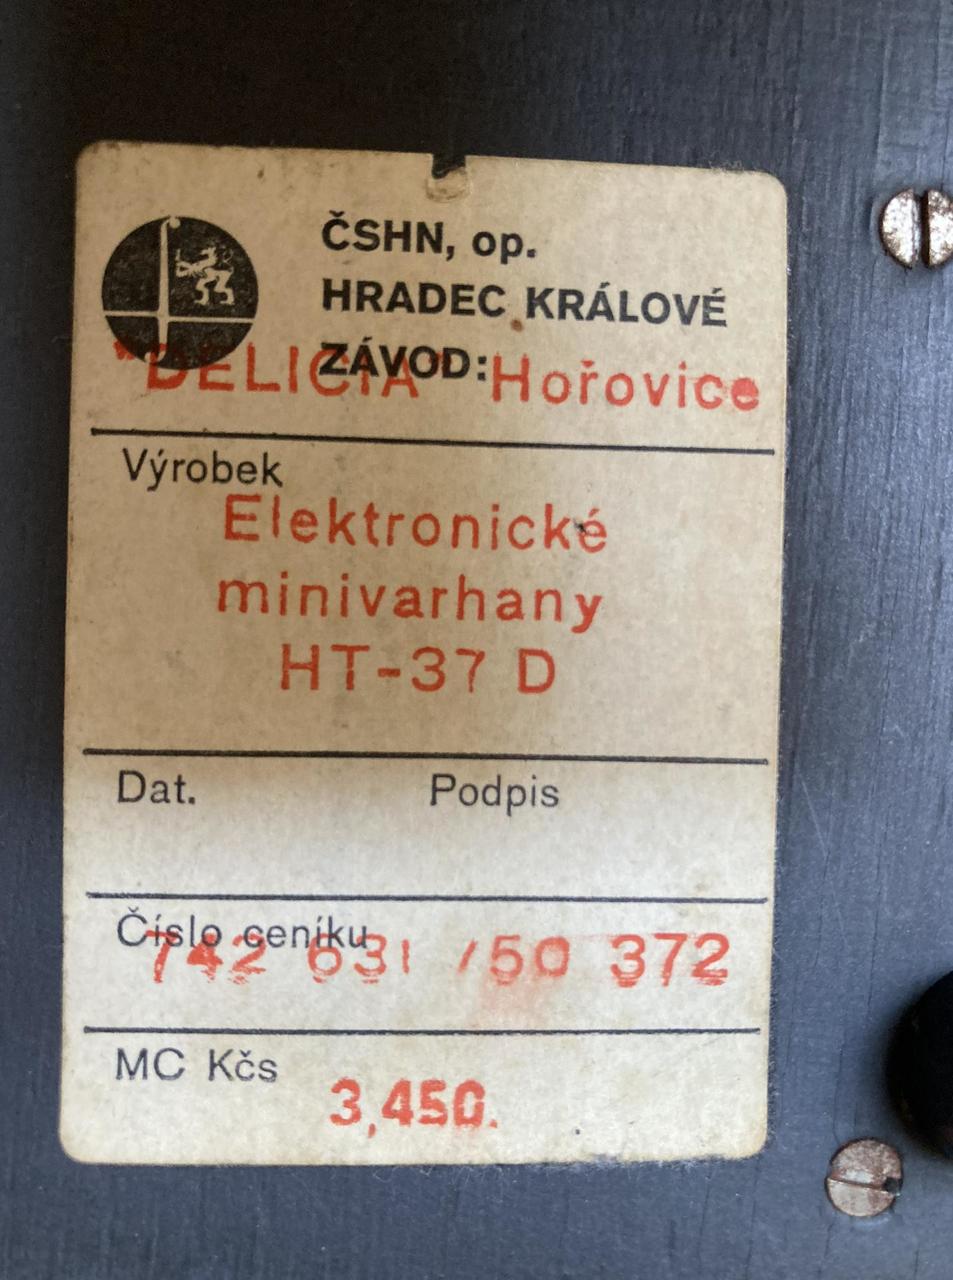 ČSHN, op.
HRADEC KRÁLOVÉ
ZÁVOD:
"DELICIA" Hořovice
Výrobek
Elektronické
minivarhany
HT-37 D
Dat. Podpis
Číslo ceníku
742 631 /50 372
MC Kčs
3,450.